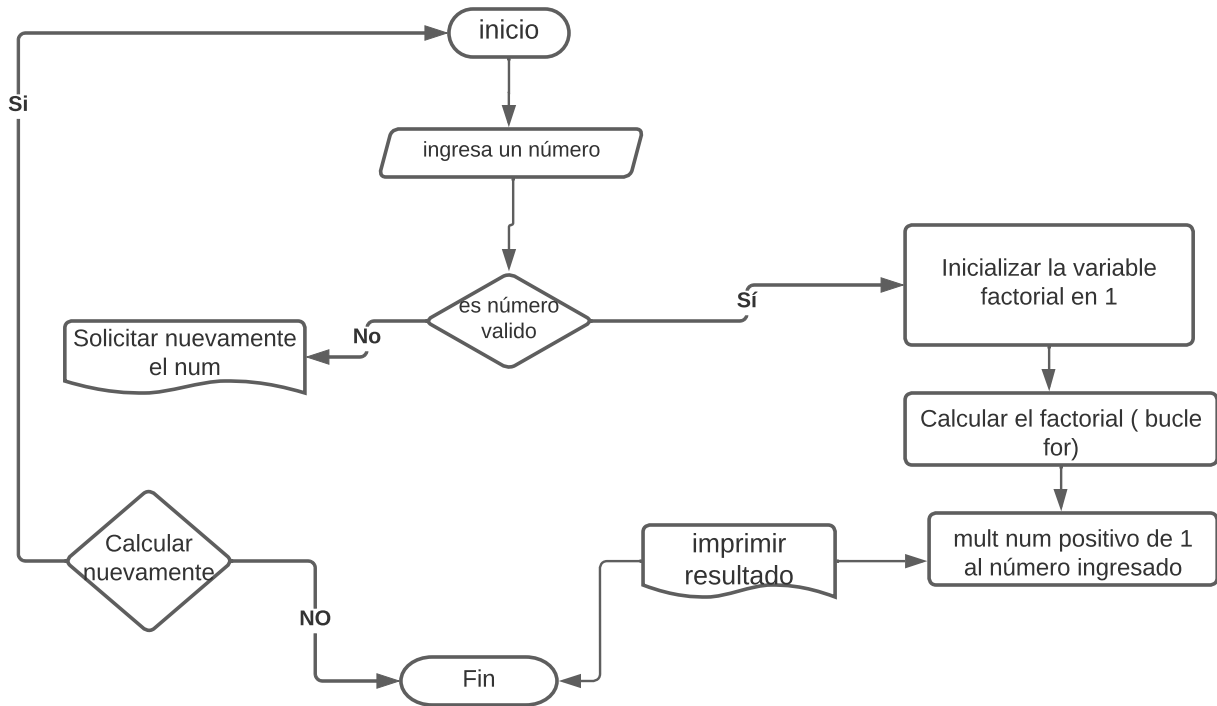 inicio
Si
ingresa un número
es número
valido
Sí
Inicializar la variable
factorial en 1
No
Solicitar nuevamente
el num
Calcular el factorial ( bucle
for)
mult num positivo de 1
al número ingresado
imprimir
resultado
Calcular
nuevamente
NO
Fin